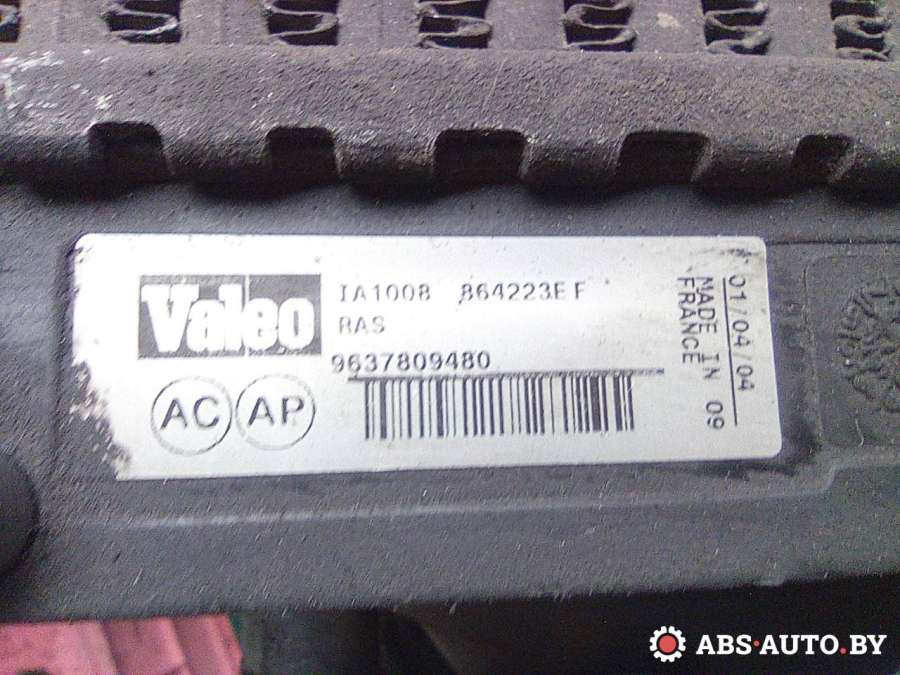 Valeo
IA1008 864223E F
RAS
9637809480
AC AP
01/04/04
MADE IN 09
FRANCE
ABS-AUTO.BY